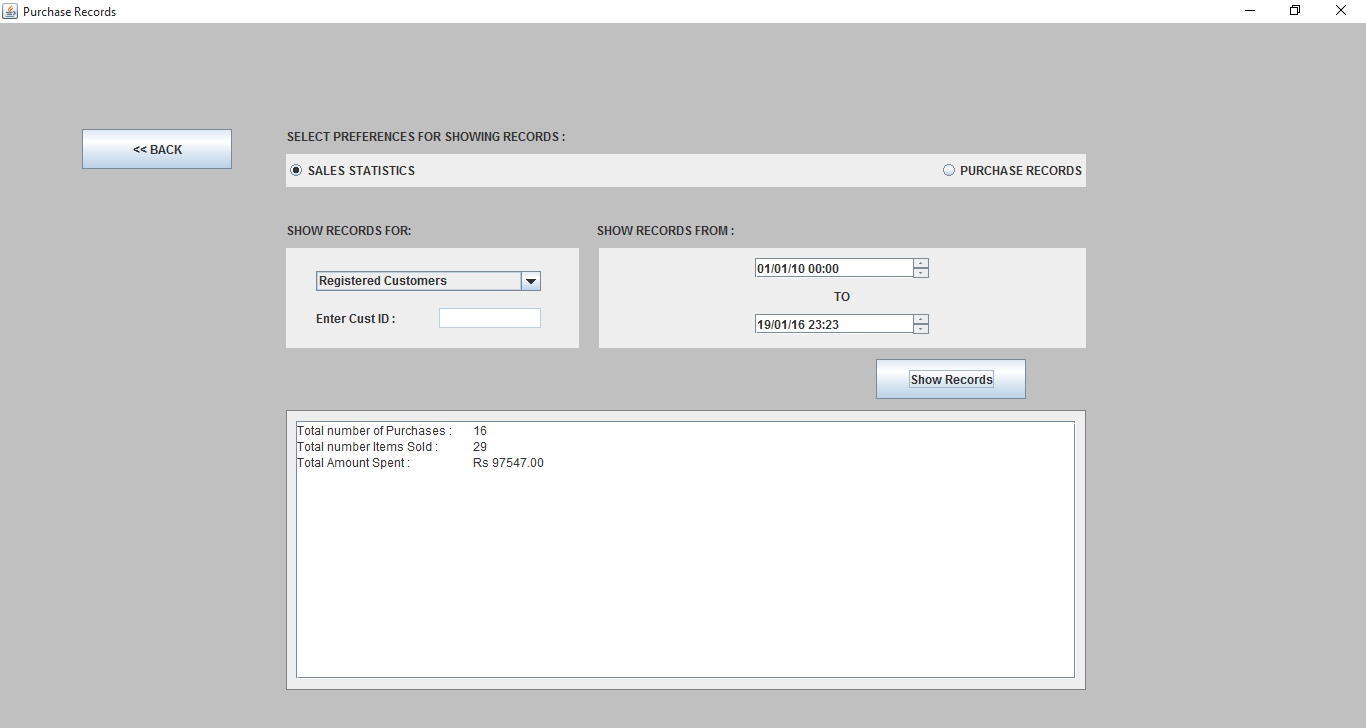 Purchase Records
<< BACK
SELECT PREFERENCES FOR SHOWING RECORDS :
SALES STATISTICS
PURCHASE RECORDS
SHOW RECORDS FOR:
SHOW RECORDS FROM :
Registered Customers
Enter Cust ID :
01/01/10 00:00
TO
19/01/16 23:23
Show Records
Total number of Purchases : 16
Total number Items Sold : 29
Total Amount Spent : Rs 97547.00